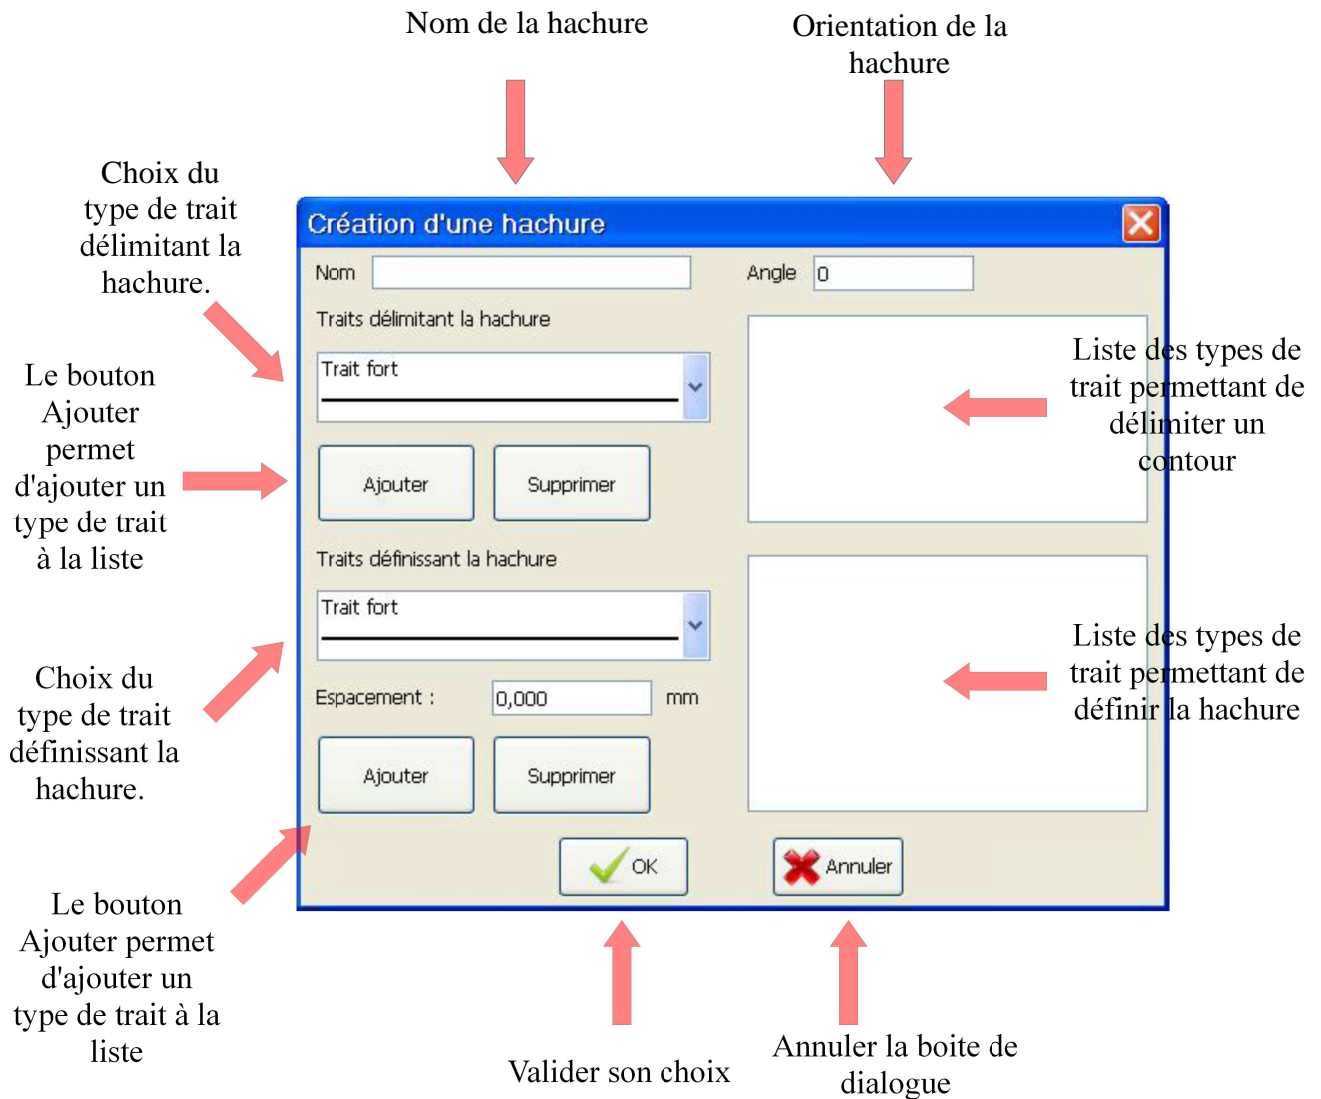 Nom de la hachure
Orientation de la
hachure
Choix du
type de trait
délimitant la
hachure.
Le bouton
Ajouter
permet
d'ajouter un
type de trait
à la liste
Choix du
type de trait
définissant la
hachure.
Le bouton
Ajouter permet
d'ajouter un
type de trait à la
liste
Création d'une hachure
Nom
Angle 0
Traits délimitant la hachure
Trait fort
Ajouter Supprimer
Traits définissant la hachure
Trait fort
Espacement : 0,000 mm
Ajouter Supprimer
OK Annuler
Liste des types de
trait permettant de
délimiter un
contour
Liste des types de
trait permettant de
définir la hachure
Valider son choix
Annuler la boite de
dialogue